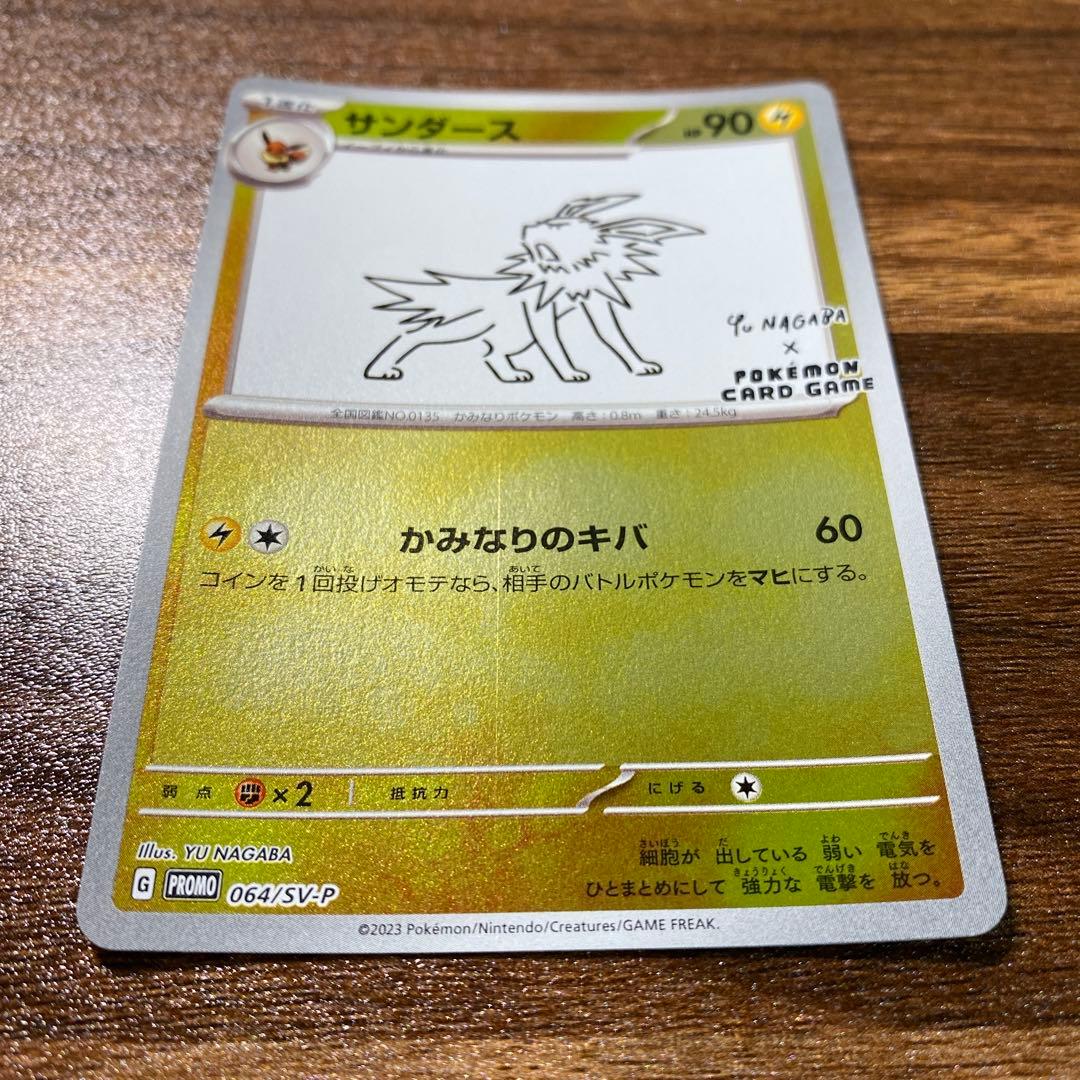 1進化
サンダース
HP90
Yu NAGABA
×
POKÉMON
CARD GAME
全国図鑑NO.0135 かみなりポケモン 高さ:0.8m 重さ:24.5kg
かみなりのキバ 60
コインを1回投げオモテなら、相手のバトルポケモンをマヒにする。
弱点 ×2 抵抗力 にげる
Illus. YU NAGABA
細胞が 出している 弱い 電気を
ひとまとめにして 強力な 電撃を 放つ。
G PROMO 064/SV-P
©2023 Pokémon/Nintendo/Creatures/GAME FREAK.